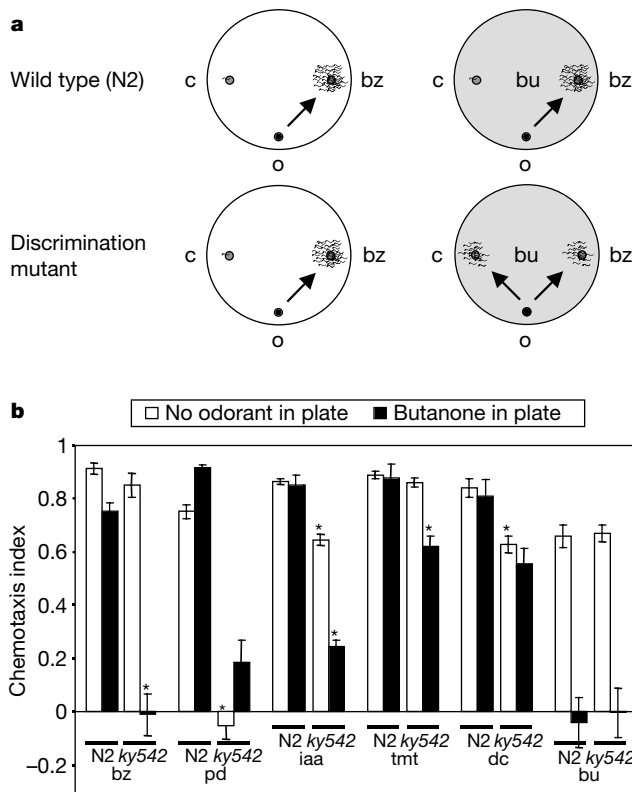 a
Wild type (N2)
c
bz
o
c
bu
bz
o
Discrimination
mutant
c
bz
o
c
bu
bz
o
b
No odorant in plate
Butanone in plate
Chemotaxis index
1
0.8
0.6
0.4
0.2
0
−0.2
*
*
*
*
*
*
N2 ky542 N2 ky542 N2 ky542 N2 ky542 N2 ky542 N2 ky542
bz pd iaa tmt dc bu